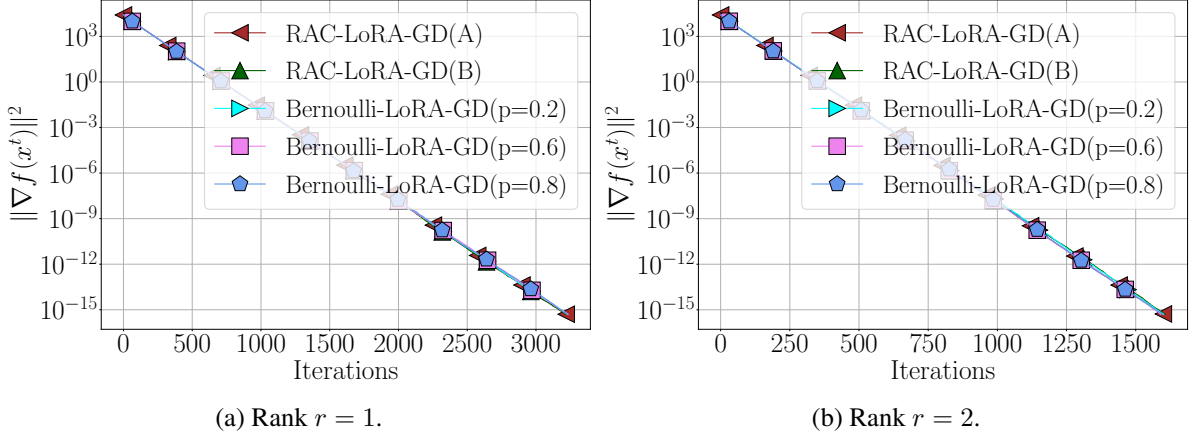 10^3
10^0
10^{-3}
10^{-6}
10^{-9}
10^{-12}
10^{-15}
‖∇f(x^t)‖^2
RAC-LoRA-GD(A)
RAC-LoRA-GD(B)
Bernoulli-LoRA-GD(p=0.2)
Bernoulli-LoRA-GD(p=0.6)
Bernoulli-LoRA-GD(p=0.8)
0 500 1000 1500 2000 2500 3000
Iterations
(a) Rank r = 1.
10^3
10^0
10^{-3}
10^{-6}
10^{-9}
10^{-12}
10^{-15}
‖∇f(x^t)‖^2
RAC-LoRA-GD(A)
RAC-LoRA-GD(B)
Bernoulli-LoRA-GD(p=0.2)
Bernoulli-LoRA-GD(p=0.6)
Bernoulli-LoRA-GD(p=0.8)
0 250 500 750 1000 1250 1500
Iterations
(b) Rank r = 2.